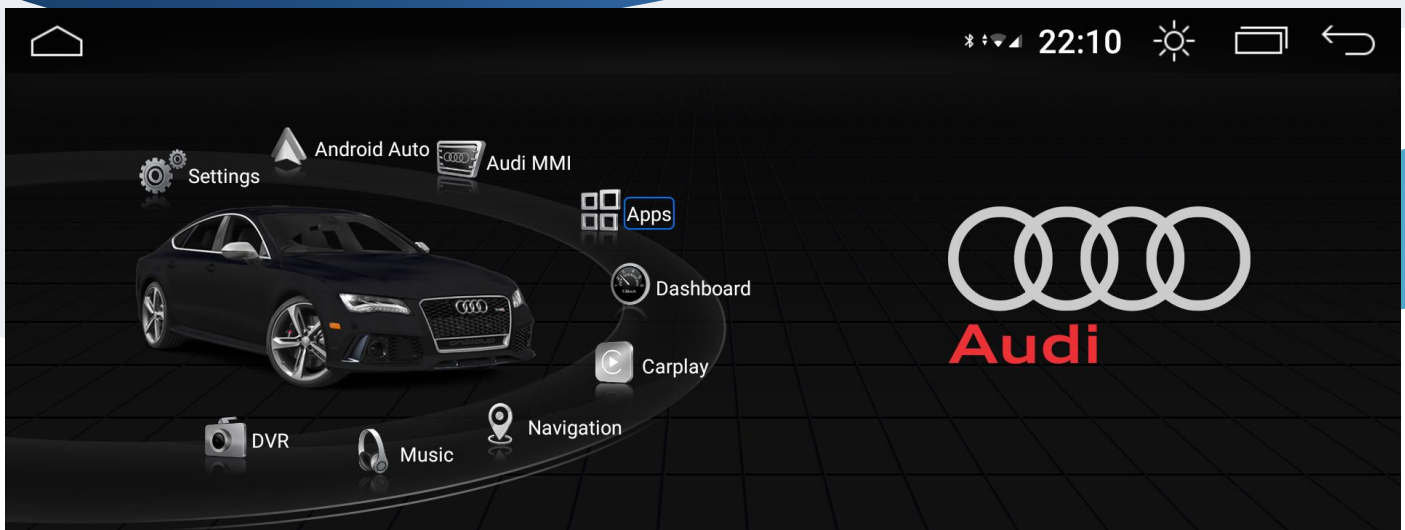 22:10
Android Auto
Audi MMI
Settings
Apps
Dashboard
Audi
Carplay
Navigation
DVR
Music